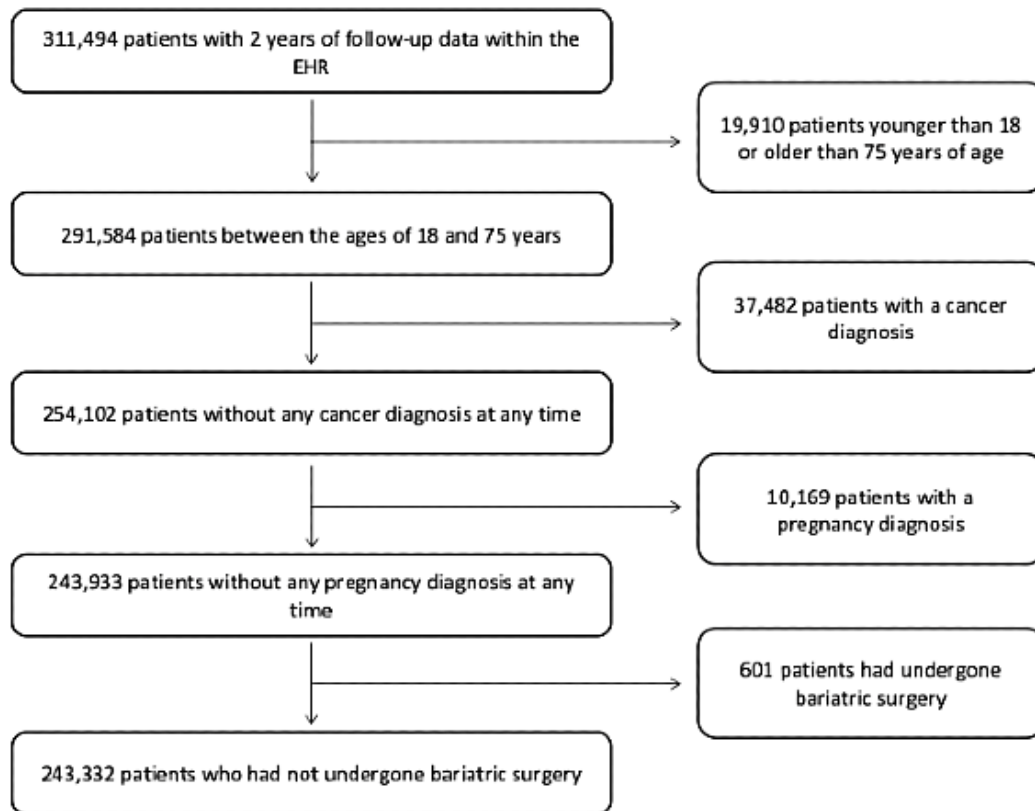 311,494 patients with 2 years of follow-up data within the
EHR
19,910 patients younger than 18
or older than 75 years of age
291,584 patients between the ages of 18 and 75 years
37,482 patients with a cancer
diagnosis
254,102 patients without any cancer diagnosis at any time
10,169 patients with a
pregnancy diagnosis
243,933 patients without any pregnancy diagnosis at any
time
601 patients had undergone
bariatric surgery
243,332 patients who had not undergone bariatric surgery